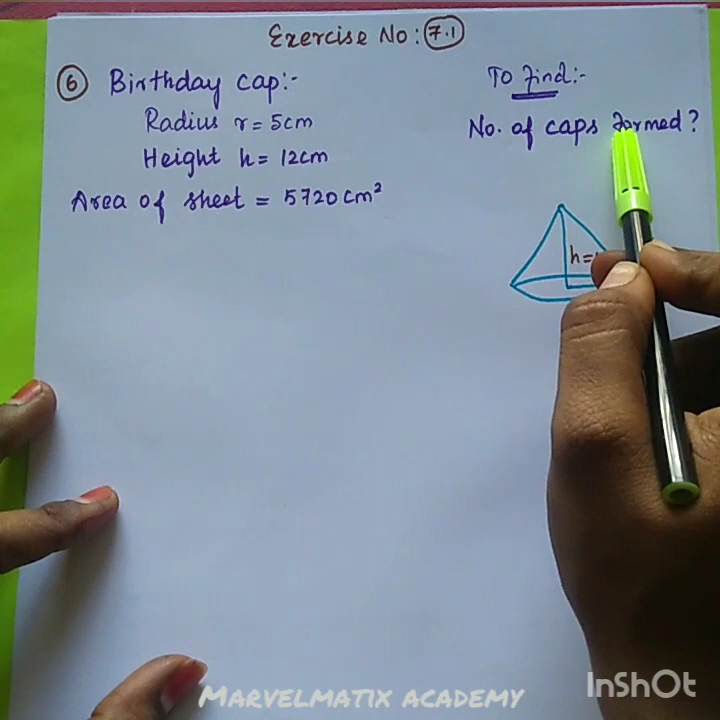 Exercise No: 7.1
6 Birthday cap:-
Radius r = 5cm
Height h = 12cm
Area of sheet = 5720 cm²
To Find:-
No. of caps formed?
h=
MARVELMATIX ACADEMY
InShOt